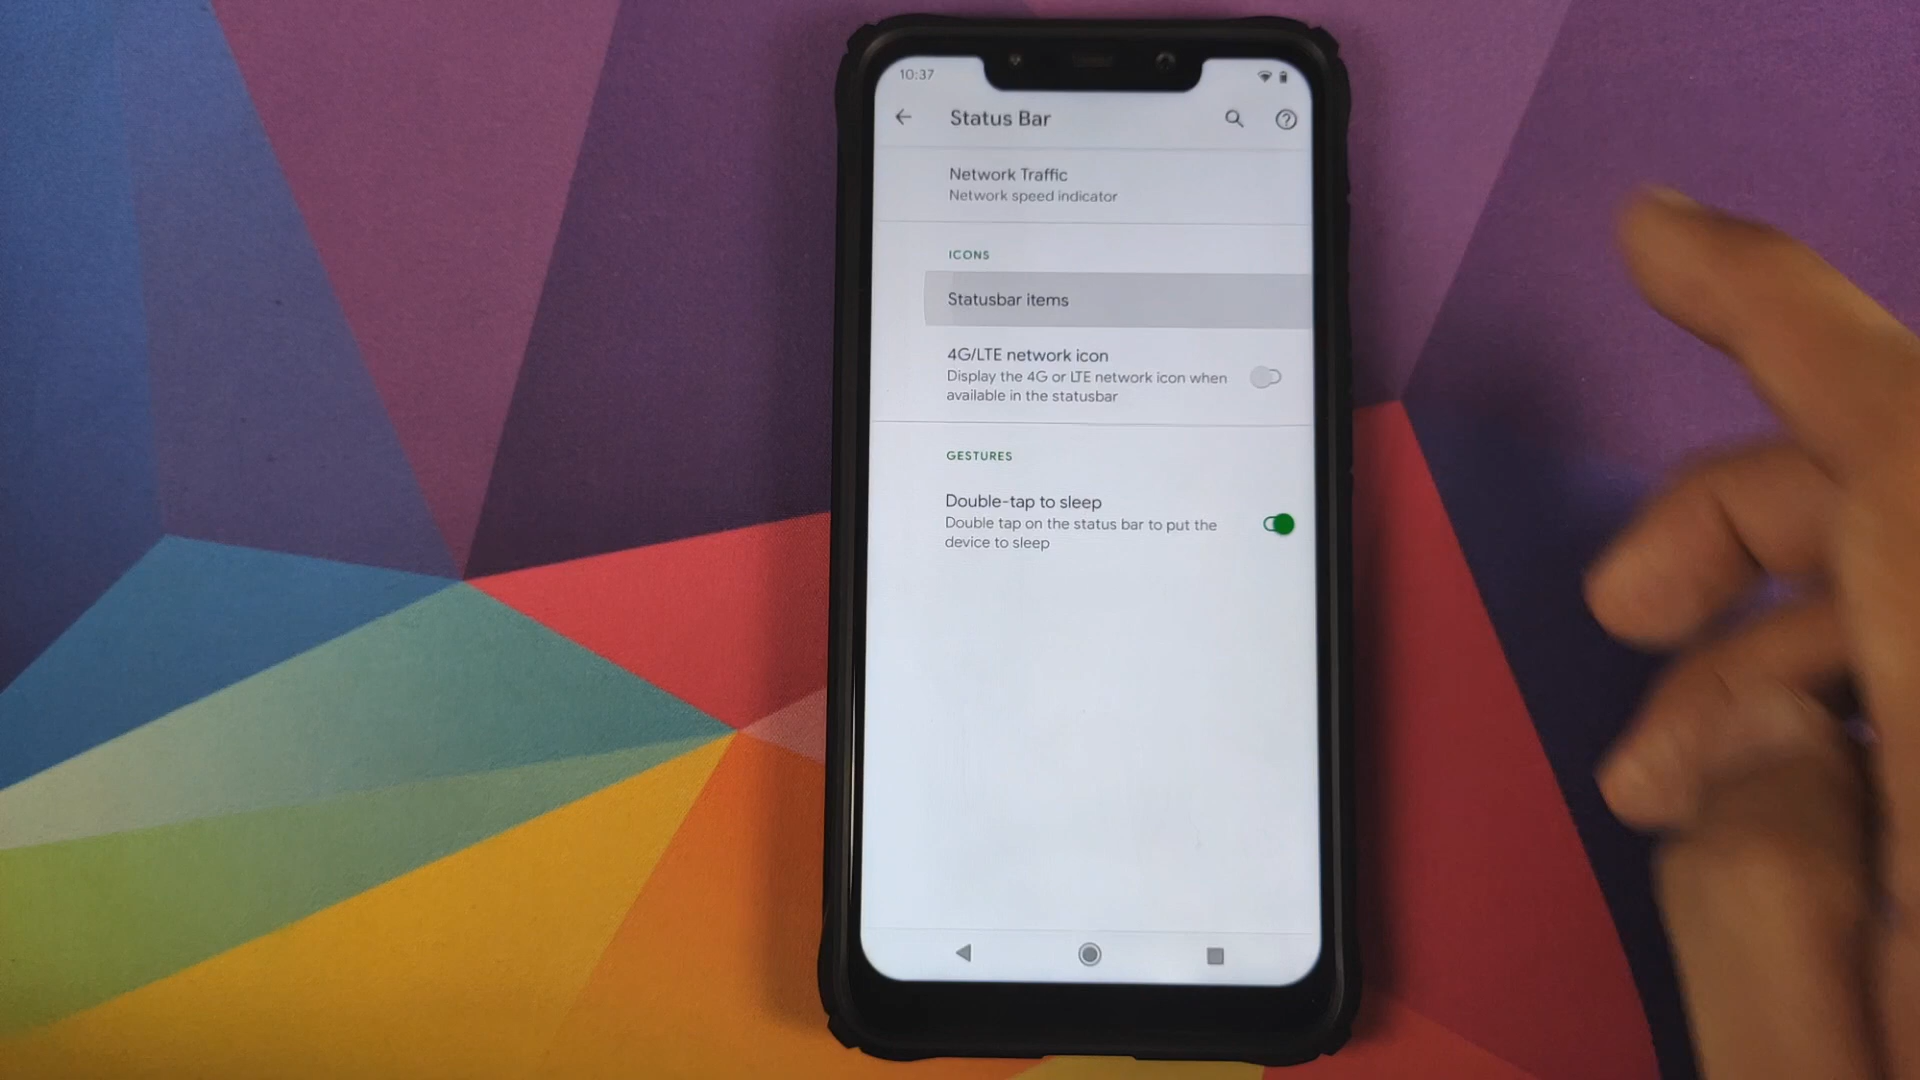 10:37
Status Bar
Network Traffic
Network speed indicator
ICONS
Statusbar items
4G/LTE network icon
Display the 4G or LTE network icon when
available in the statusbar
GESTURES
Double-tap to sleep
Double tap on the status bar to put the
device to sleep